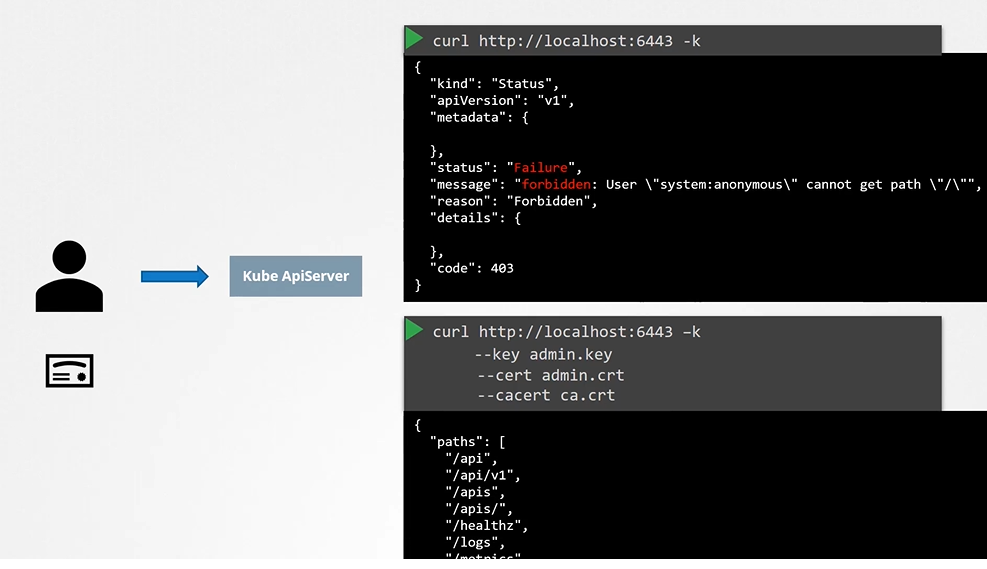 curl http://localhost:6443 -k
{
"kind": "Status",
"apiVersion": "v1",
"metadata": {
},
"status": "Failure",
"message": "forbidden: User \"system:anonymous\" cannot get path \"/\"",
"reason": "Forbidden",
"details": {
},
"code": 403
}
Kube ApiServer
curl http://localhost:6443 –k
--key admin.key
--cert admin.crt
--cacert ca.crt
{
"paths": [
"/api",
"/api/v1",
"/apis",
"/apis/",
"/healthz",
"/logs",
"/metrics"